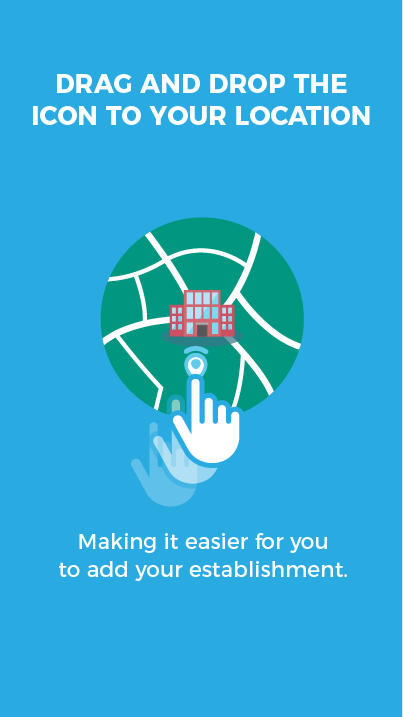 DRAG AND DROP THE
ICON TO YOUR LOCATION
Making it easier for you
to add your establishment.